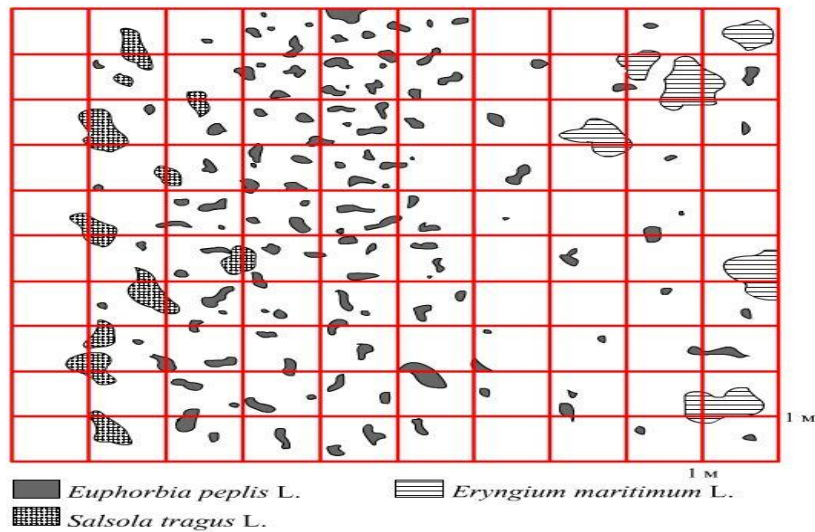 1 м
1 м
Euphorbia peplis L. Eryngium maritimum L.
Salsola tragus L.